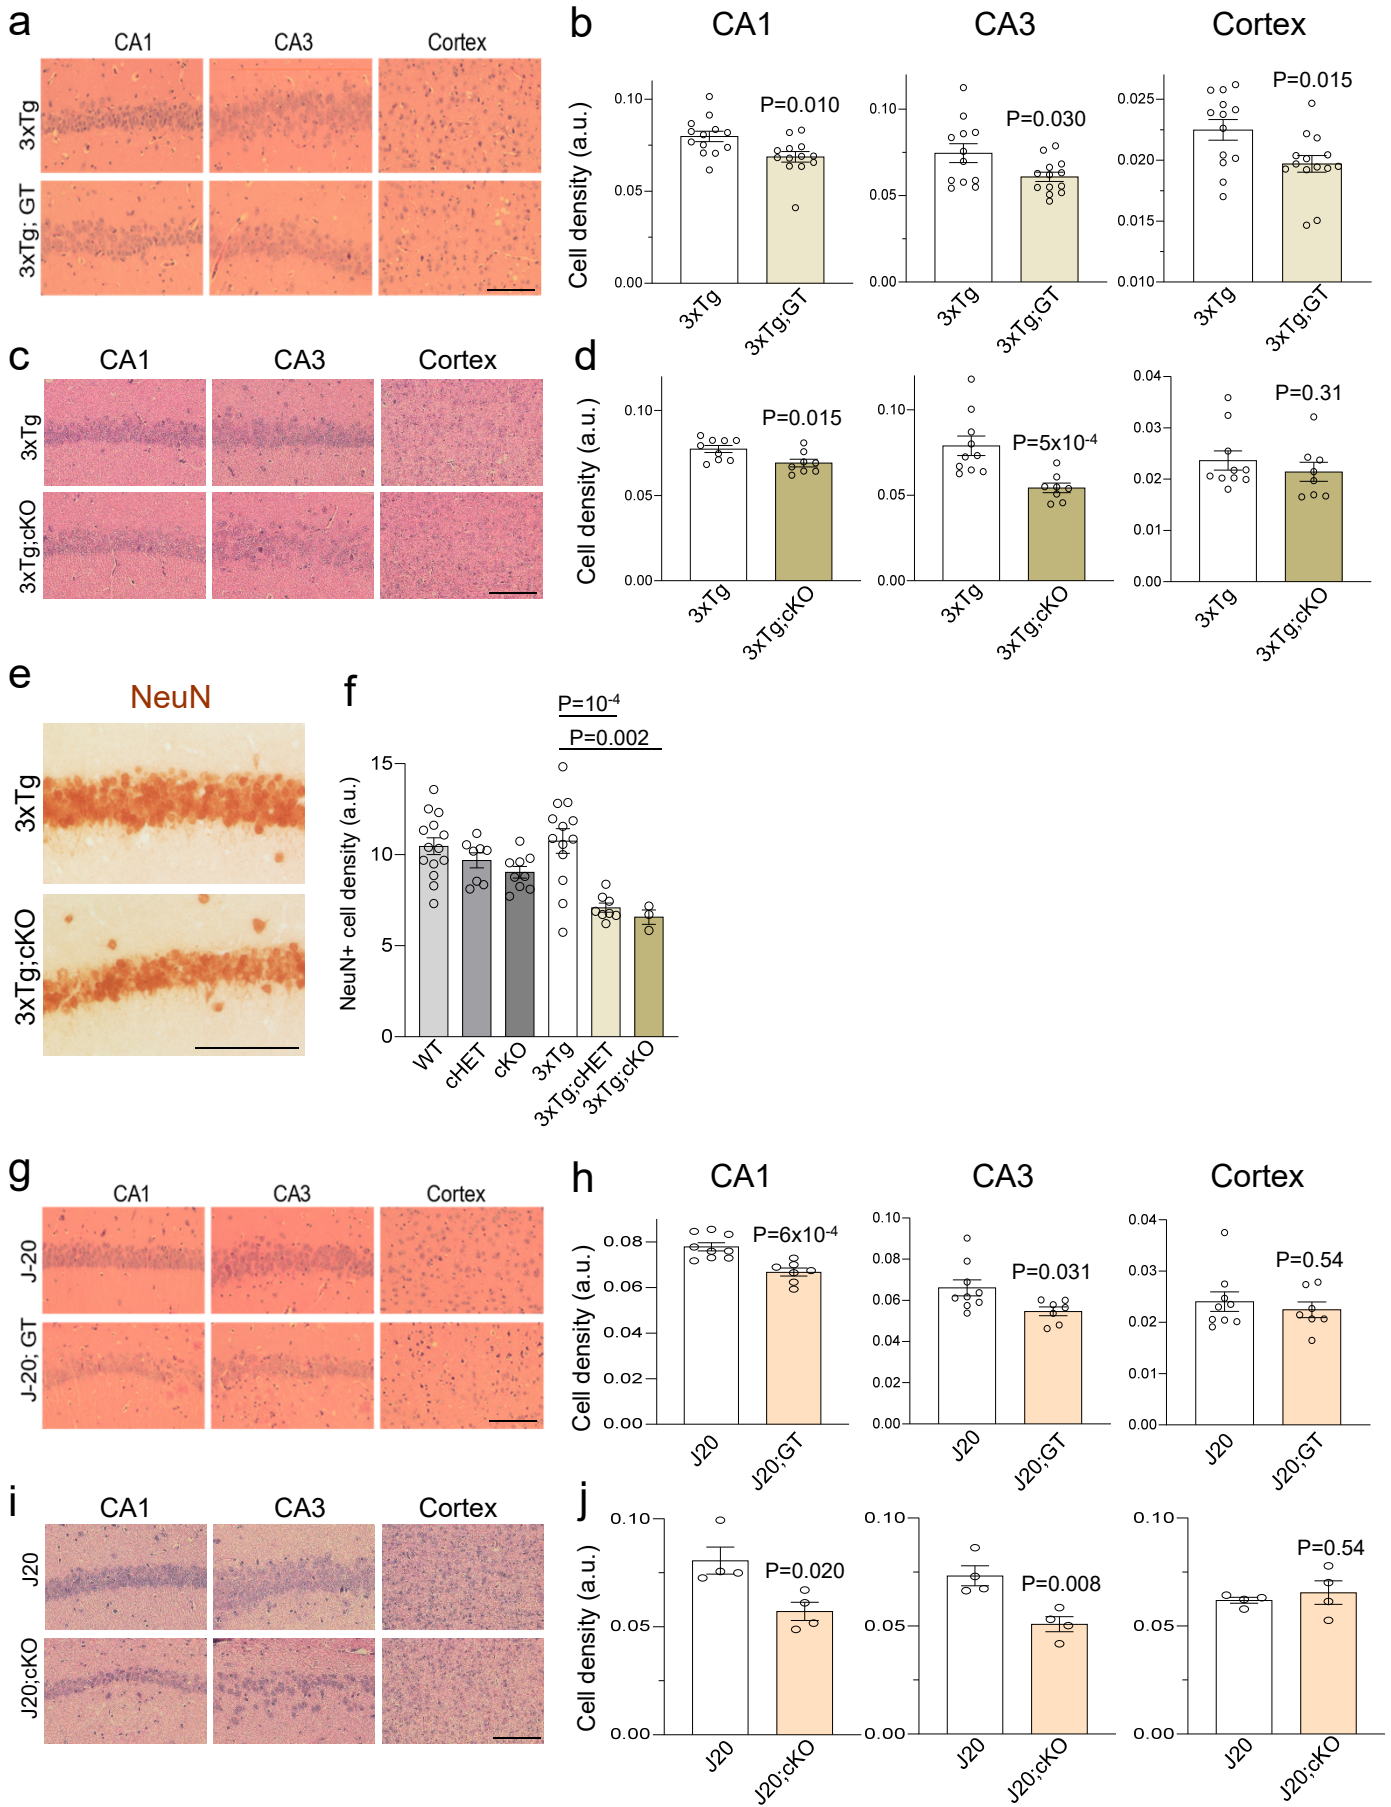 a
CA1 CA3 Cortex
3xTg
3xTg; GT
b
CA1 CA3 Cortex
Cell density (a.u.)
0.10
0.05
0.00
P=0.010
3xTg 3xTg;GT
0.10
0.05
0.00
P=0.030
3xTg 3xTg;GT
0.025
0.020
0.015
0.010
P=0.015
3xTg 3xTg;GT
c
CA1 CA3 Cortex
3xTg
3xTg;cKO
d
Cell density (a.u.)
0.10
0.05
0.00
P=0.015
3xTg 3xTg;cKO
0.10
0.05
0.00
P=5x10-4
3xTg 3xTg;cKO
0.04
0.03
0.02
0.01
0.00
P=0.31
3xTg 3xTg;cKO
e
NeuN
3xTg
3xTg;cKO
f
P=10-4
P=0.002
NeuN+ cell density (a.u.)
15
10
5
0
WT cHET cKO 3xTg 3xTg;cHET 3xTg;cKO
g
CA1 CA3 Cortex
J-20
J-20; GT
h
CA1 CA3 Cortex
Cell density (a.u.)
0.08
0.06
0.04
0.02
0.00
P=6x10-4
J20 J20;GT
0.10
0.08
0.06
0.04
0.02
0.00
P=0.031
J20 J20;GT
0.04
0.03
0.02
0.01
0.00
P=0.54
J20 J20;GT
i
CA1 CA3 Cortex
J20
J20;cKO
j
Cell density (a.u.)
0.10
0.05
0.00
P=0.020
J20 J20;cKO
0.10
0.05
0.00
P=0.008
J20 J20;cKO
0.10
0.05
0.00
P=0.54
J20 J20;cKO